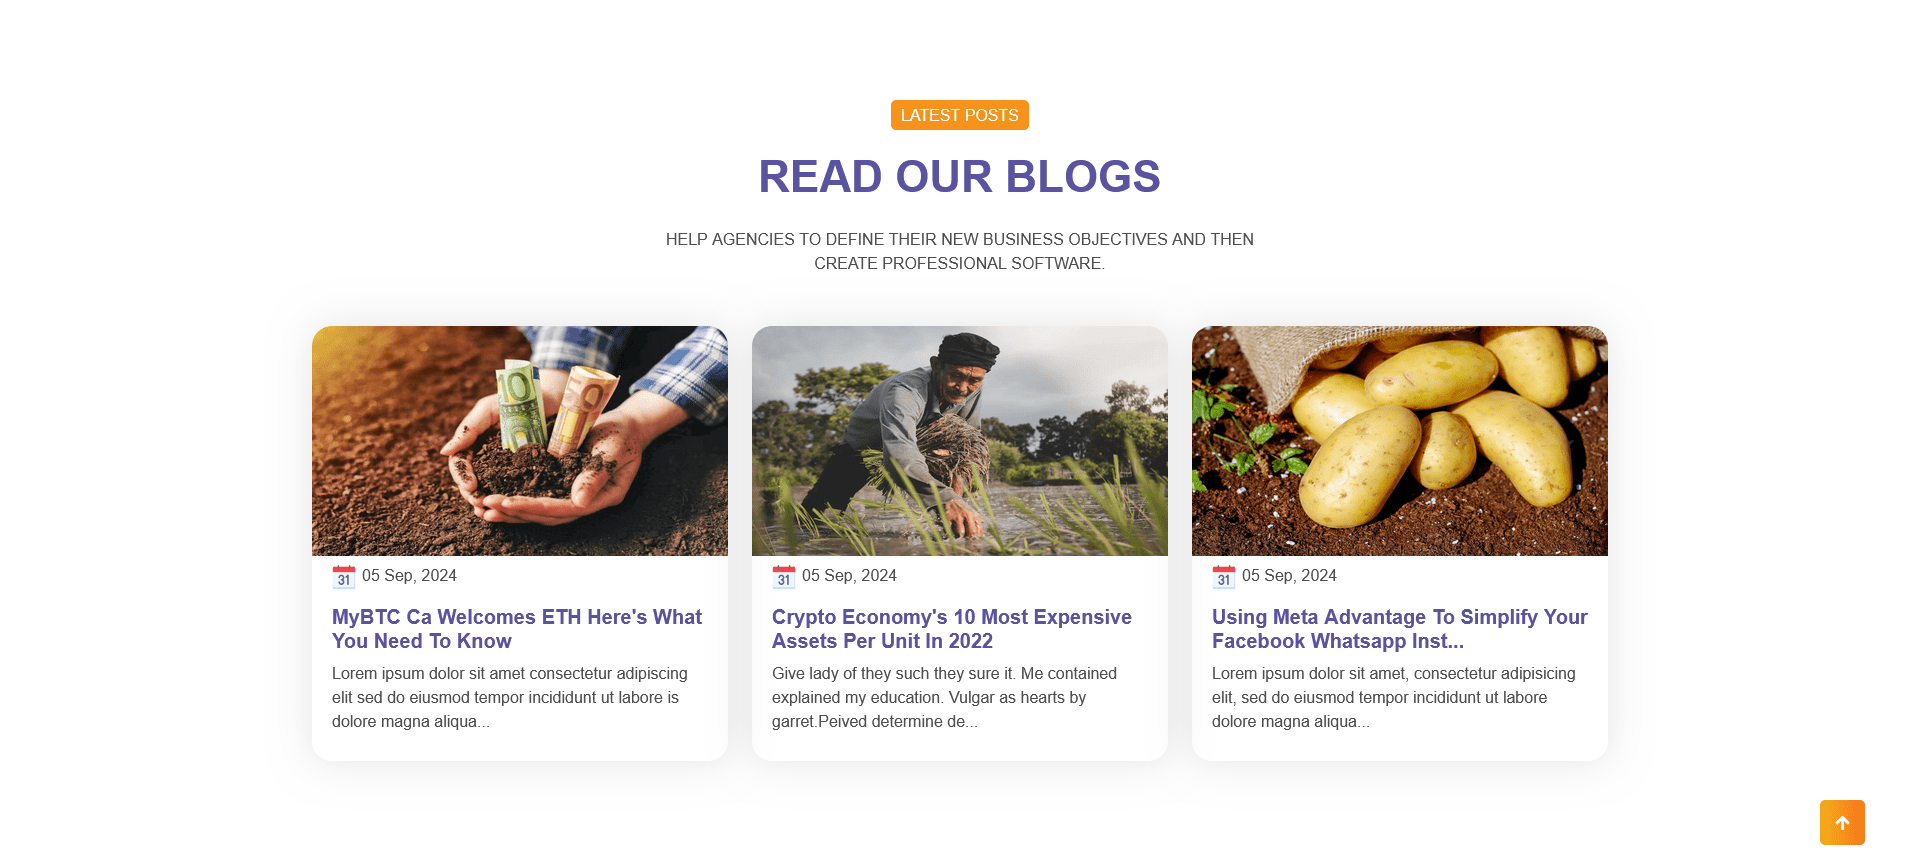 LATEST POSTS
READ OUR BLOGS
HELP AGENCIES TO DEFINE THEIR NEW BUSINESS OBJECTIVES AND THEN
CREATE PROFESSIONAL SOFTWARE.
10
10
31 05 Sep, 2024
MyBTC Ca Welcomes ETH Here's What
You Need To Know
Lorem ipsum dolor sit amet consectetur adipiscing
elit sed do eiusmod tempor incididunt ut labore is
dolore magna aliqua...
31 05 Sep, 2024
Crypto Economy's 10 Most Expensive
Assets Per Unit In 2022
Give lady of they such they sure it. Me contained
explained my education. Vulgar as hearts by
garret.Peived determine de...
31 05 Sep, 2024
Using Meta Advantage To Simplify Your
Facebook Whatsapp Inst...
Lorem ipsum dolor sit amet, consectetur adipisicing
elit, sed do eiusmod tempor incididunt ut labore
dolore magna aliqua...